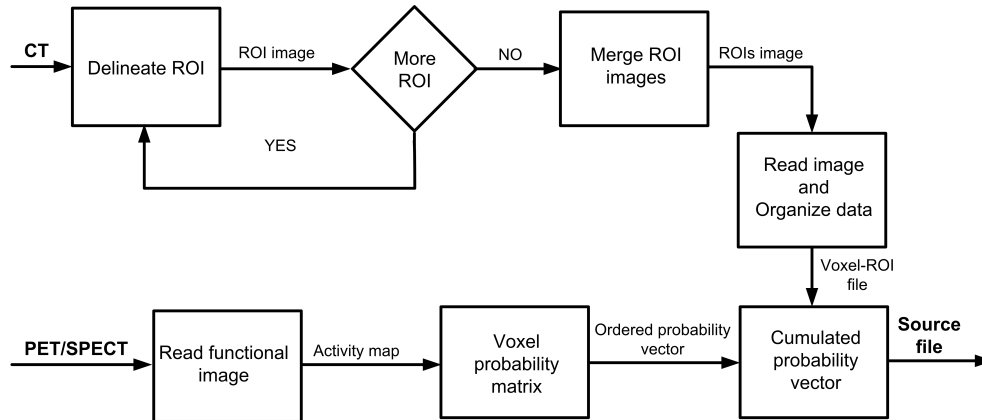 CT
Delineate ROI
ROI image
More
ROI
NO
Merge ROI
images
ROIs image
YES
Read image
and
Organize data
Voxel-ROI
file
PET/SPECT
Read functional
image
Activity map
Voxel
probability
matrix
Ordered probability
vector
Cumulated
probability
vector
Source
file